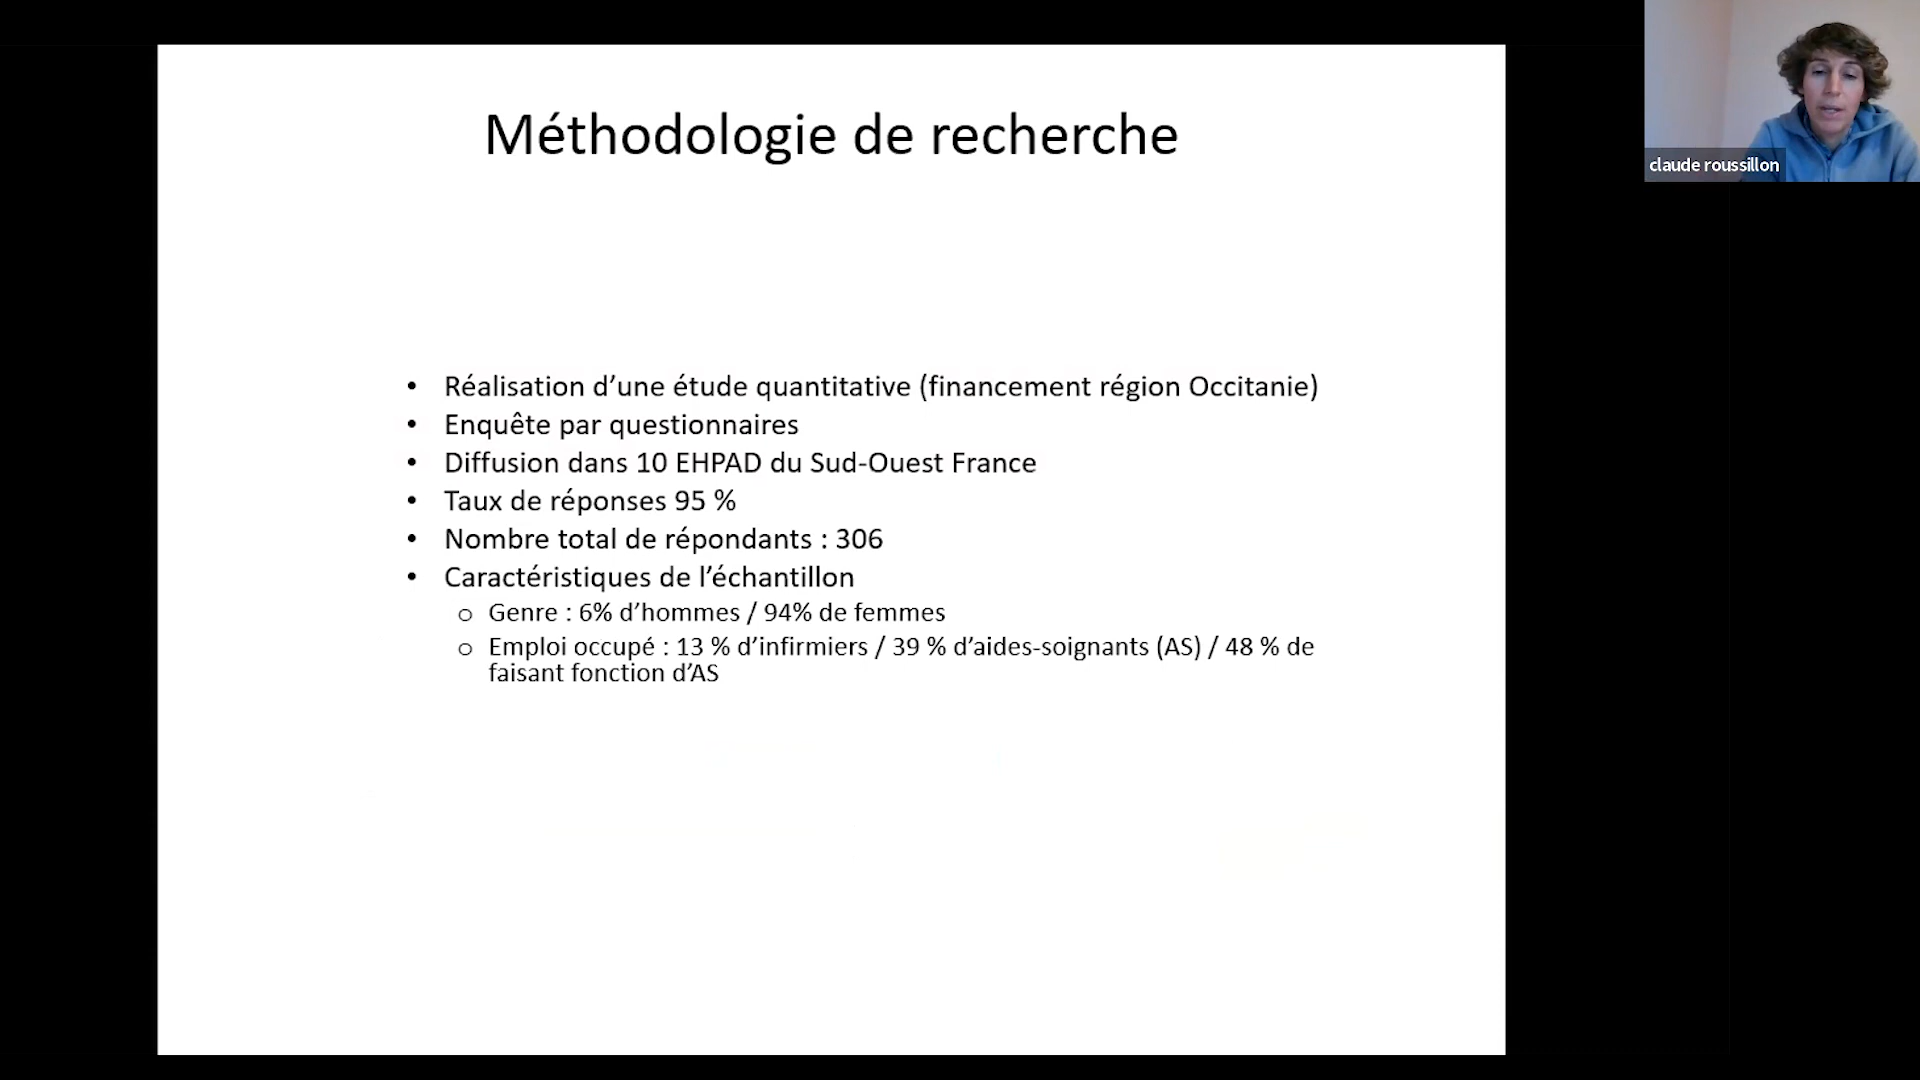 Méthodologie de recherche
claude roussillon
• Réalisation d’une étude quantitative (financement région Occitanie)
• Enquête par questionnaires
• Diffusion dans 10 EHPAD du Sud-Ouest France
• Taux de réponses 95 %
• Nombre total de répondants : 306
• Caractéristiques de l’échantillon
o Genre : 6% d’hommes / 94% de femmes
o Emploi occupé : 13 % d’infirmiers / 39 % d’aides-soignants (AS) / 48 % de
faisant fonction d’AS